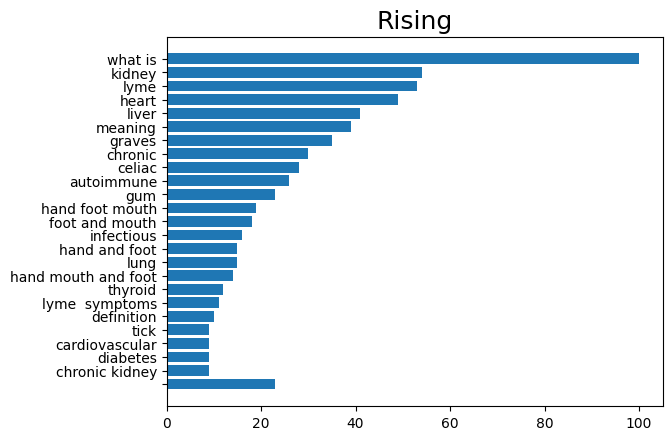 Rising
what is
kidney
lyme
heart
liver
meaning
graves
chronic
celiac
autoimmune
gum
hand foot mouth
foot and mouth
infectious
hand and foot
lung
hand mouth and foot
thyroid
lyme  symptoms
definition
tick
cardiovascular
diabetes
chronic kidney
0 20 40 60 80 100